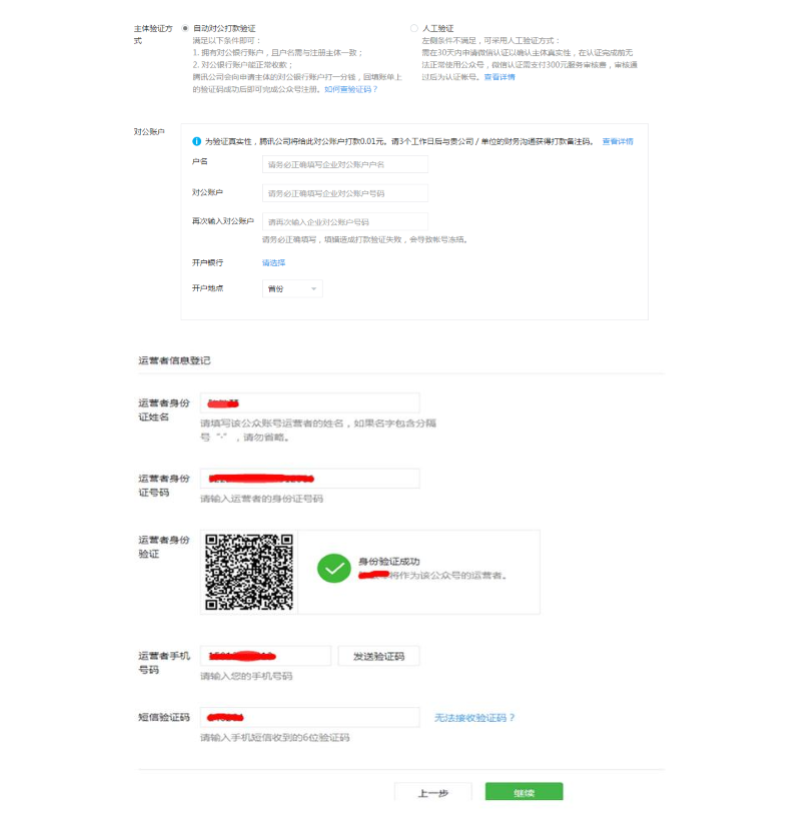 主体验证方式
自动对公打款验证
满足以下条件即可：
1. 拥有对公银行账户，且户名需与注册主体一致；
2. 对公银行账户能正常收款；
腾讯公司会向申请主体的对公银行账户打一分钱，回填账单上
的验证码成功后即可完成公众号注册。如何查验证码？
人工验证
左侧条件不满足，可采用人工验证方式：
需在30天内申请微信认证以确认主体真实性，在认证完成前无
法正常使用公众号，微信认证需支付300元服务审核费，审核通
过后为认证帐号。查看详情
对公账户
为验证真实性，腾讯公司将给此对公账户打款0.01元。请3个工作日后与贵公司 / 单位的财务沟通获得打款备注码。 查看详情
户名
请务必正确填写企业对公账户户名
对公账户
请务必正确填写企业对公账户号码
再次输入对公账户
请再次输入企业对公账户号码
请务必正确填写，填错造成打款验证失败，会导致帐号冻结。
开户银行
请选择
开户地点
省份
运营者信息登记
运营者身份
证姓名
请填写该公众账号运营者的姓名，如果名字包含分隔
号“·”，请勿省略。
运营者身份
证号码
请输入运营者的身份证号码
运营者身份
验证
身份验证成功
将作为该公众号的运营者。
运营者手机
号码
发送验证码
请输入您的手机号码
短信验证码
无法接收验证码？
请输入手机短信收到的6位验证码
上一步
继续